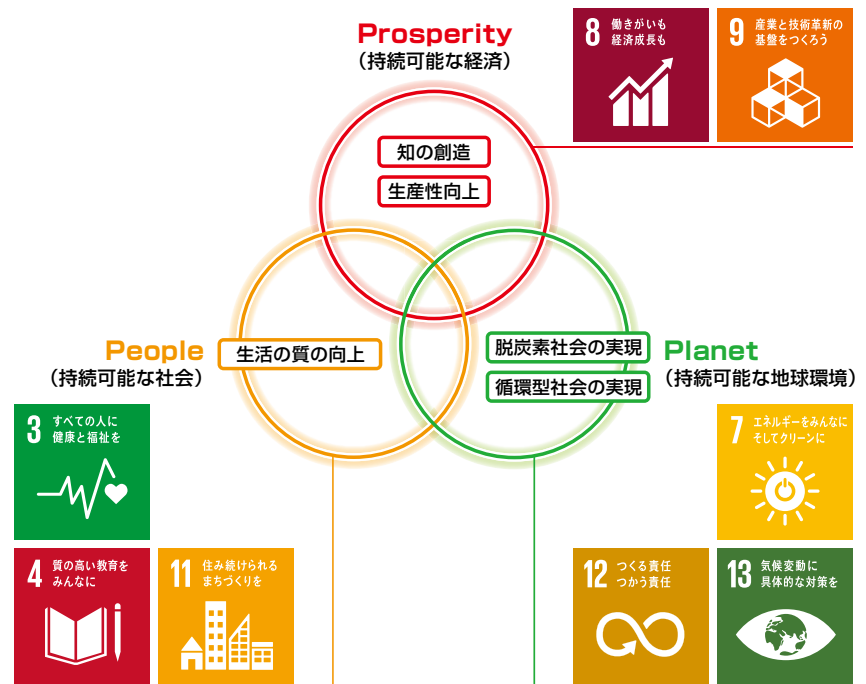 Prosperity
(持続可能な経済)
8 働きがいも
経済成長も
9 産業と技術革新の
基盤をつくろう
知の創造
生産性向上
People
(持続可能な社会)
生活の質の向上
脱炭素社会の実現
循環型社会の実現
Planet
(持続可能な地球環境)
3 すべての人に
健康と福祉を
7 エネルギーをみんなに
そしてクリーンに
4 質の高い教育を
みんなに
11 住み続けられる
まちづくりを
12 つくる責任
つかう責任
13 気候変動に
具体的な対策を